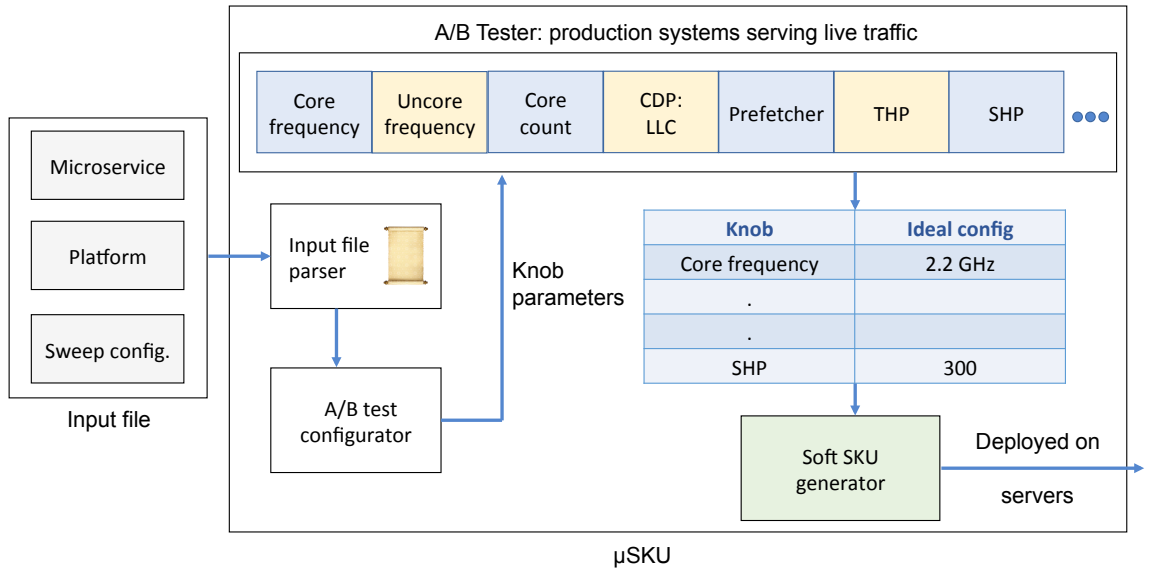 A/B Tester: production systems serving live traffic
Core
frequency
Uncore
frequency
Core
count
CDP:
LLC
Prefetcher
THP
SHP
Microservice
Platform
Sweep config.
Input file
Input file
parser
Knob
parameters
A/B test
configurator
Knob
Ideal config
Core frequency
2.2 GHz
.
.
SHP
300
Soft SKU
generator
Deployed on
servers
μSKU